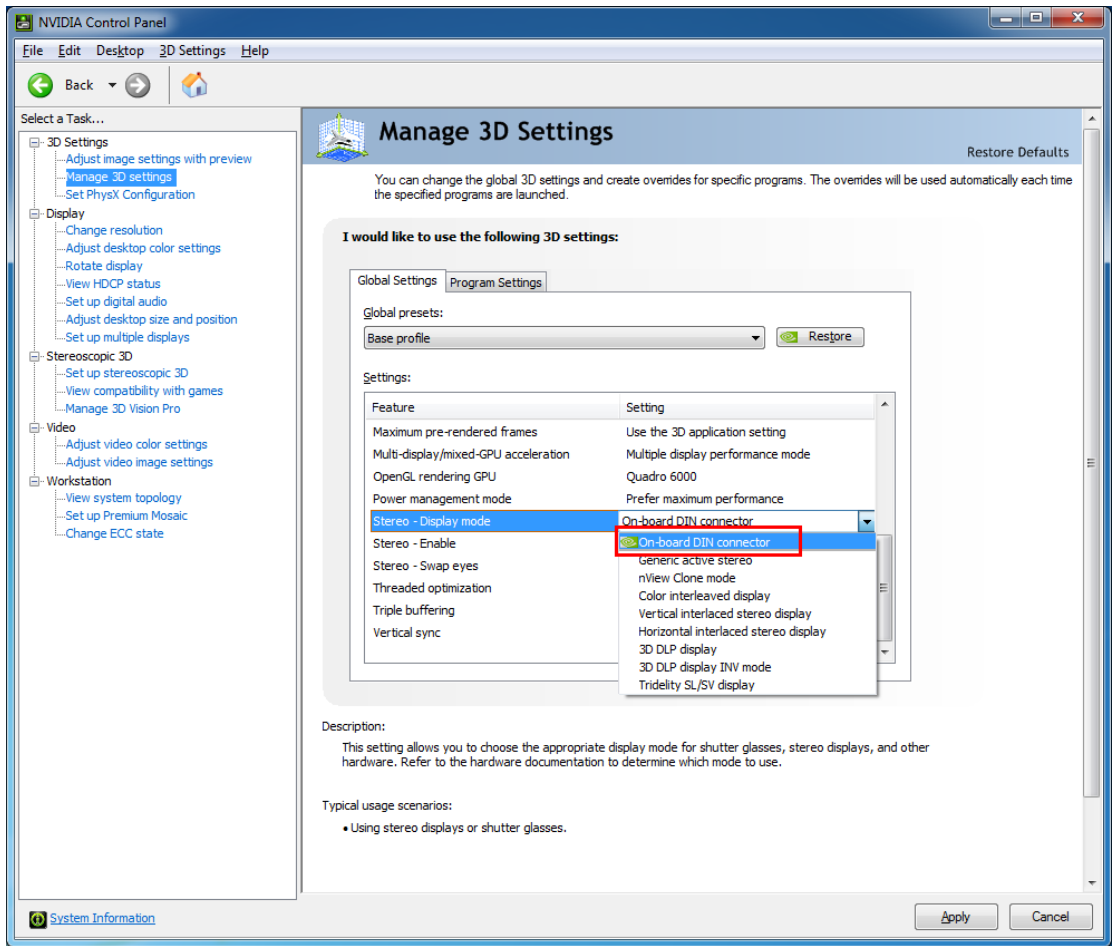 NVIDIA Control Panel
File Edit Desktop 3D Settings Help
Back
Select a Task...
3D Settings
Adjust image settings with preview
Manage 3D settings
Set PhysX Configuration
Display
Change resolution
Adjust desktop color settings
Rotate display
View HDCP status
Set up digital audio
Adjust desktop size and position
Set up multiple displays
Stereoscopic 3D
Set up stereoscopic 3D
View compatibility with games
Manage 3D Vision Pro
Video
Adjust video color settings
Adjust video image settings
Workstation
View system topology
Set up Premium Mosaic
Change ECC state
System Information
Manage 3D Settings
Restore Defaults
You can change the global 3D settings and create overrides for specific programs. The overrides will be used automatically each time
the specified programs are launched.
I would like to use the following 3D settings:
Global Settings Program Settings
Global presets:
Base profile Restore
Settings:
Feature Setting
Maximum pre-rendered frames Use the 3D application setting
Multi-display/mixed-GPU acceleration Multiple display performance mode
OpenGL rendering GPU Quadro 6000
Power management mode Prefer maximum performance
Stereo - Display mode On-board DIN connector
Stereo - Enable
Stereo - Swap eyes
Threaded optimization
Triple buffering
Vertical sync
On-board DIN connector
Generic active stereo
nView Clone mode
Color interleaved display
Vertical interlaced stereo display
Horizontal interlaced stereo display
3D DLP display
3D DLP display INV mode
Tridelity SL/SV display
Description:
This setting allows you to choose the appropriate display mode for shutter glasses, stereo displays, and other
hardware. Refer to the hardware documentation to determine which mode to use.
Typical usage scenarios:
• Using stereo displays or shutter glasses.
Apply Cancel